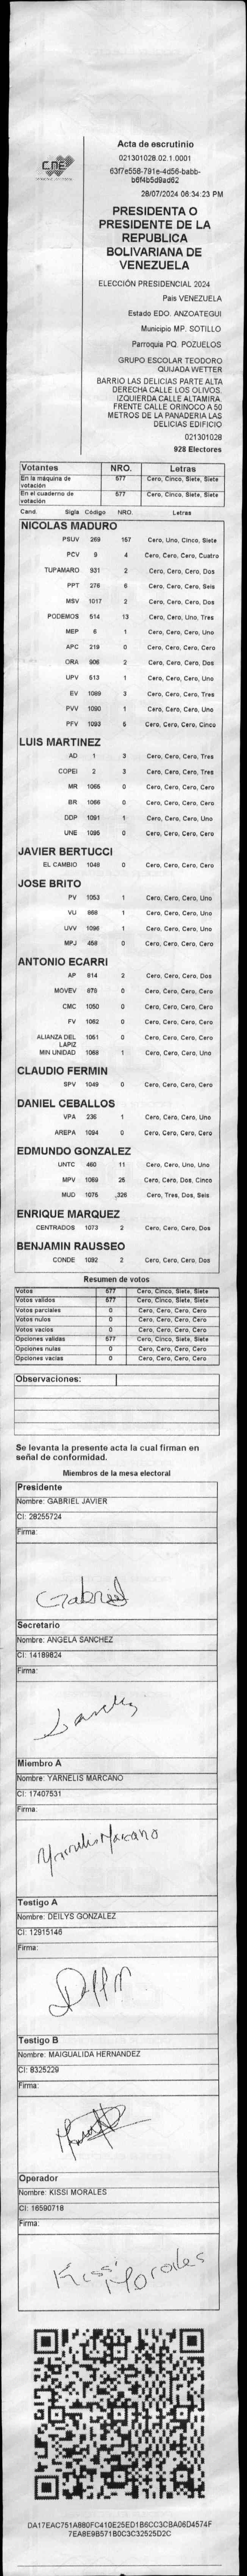 CNE
Acta de escrutinio
021301028.02.1.0001
63f7e558-791e-4d56-babb-
b6f4b5d9ad62
28/07/2024 06:34:23 PM
PRESIDENTA O
PRESIDENTE DE LA
REPUBLICA
BOLIVARIANA DE
VENEZUELA
ELECCIÓN PRESIDENCIAL 2024
País VENEZUELA
Estado EDO. ANZOATEGUI
Municipio MP. SOTILLO
Parroquia PQ. POZUELOS
GRUPO ESCOLAR TEODORO
QUIJADA WETTER
BARRIO LAS DELICIAS PARTE ALTA
DERECHA CALLE LOS OLIVOS.
IZQUIERDA CALLE ALTAMIRA.
FRENTE CALLE ORINOCO A 50
METROS DE LA PANADERIA LAS
DELICIAS EDIFICIO
021301028
928 Electores
Votantes NRO. Letras
En la máquina de votación 577 Cero, Cinco, Siete, Siete
En el cuaderno de votación 577 Cero, Cinco, Siete, Siete
Cand. Sigla Código NRO. Letras
NICOLAS MADURO
PSUV 269 157 Cero, Uno, Cinco, Siete
PCV 9 4 Cero, Cero, Cero, Cuatro
TUPAMARO 931 2 Cero, Cero, Cero, Dos
PPT 276 6 Cero, Cero, Cero, Seis
MSV 1017 2 Cero, Cero, Cero, Dos
PODEMOS 514 13 Cero, Cero, Uno, Tres
MEP 6 1 Cero, Cero, Cero, Uno
APC 219 0 Cero, Cero, Cero, Cero
ORA 906 2 Cero, Cero, Cero, Dos
UPV 613 1 Cero, Cero, Cero, Uno
EV 1089 3 Cero, Cero, Cero, Tres
PVV 1090 1 Cero, Cero, Cero, Uno
PFV 1093 5 Cero, Cero, Cero, Cinco
LUIS MARTINEZ
AD 1 3 Cero, Cero, Cero, Tres
COPEI 2 3 Cero, Cero, Cero, Tres
MR 1065 0 Cero, Cero, Cero, Cero
BR 1066 0 Cero, Cero, Cero, Cero
DDP 1091 1 Cero, Cero, Cero, Uno
UNE 1095 0 Cero, Cero, Cero, Cero
JAVIER BERTUCCI
EL CAMBIO 1048 0 Cero, Cero, Cero, Cero
JOSE BRITO
PV 1053 1 Cero, Cero, Cero, Uno
VU 868 1 Cero, Cero, Cero, Uno
UVV 1096 1 Cero, Cero, Cero, Uno
MPJ 468 0 Cero, Cero, Cero, Cero
ANTONIO ECARRI
AP 814 2 Cero, Cero, Cero, Dos
MOVEV 879 0 Cero, Cero, Cero, Cero
CMC 1050 0 Cero, Cero, Cero, Cero
FV 1062 0 Cero, Cero, Cero, Cero
ALIANZA DEL LAPIZ 1051 0 Cero, Cero, Cero, Cero
MIN UNIDAD 1068 1 Cero, Cero, Cero, Uno
CLAUDIO FERMIN
SPV 1049 0 Cero, Cero, Cero, Cero
DANIEL CEBALLOS
VPA 236 1 Cero, Cero, Cero, Uno
AREPA 1094 0 Cero, Cero, Cero, Cero
EDMUNDO GONZALEZ
UNTC 460 11 Cero, Cero, Uno, Uno
MPV 1069 25 Cero, Cero, Dos, Cinco
MUD 1075 326 Cero, Tres, Dos, Seis
ENRIQUE MARQUEZ
CENTRADOS 1073 2 Cero, Cero, Cero, Dos
BENJAMIN RAUSSEO
CONDE 1092 2 Cero, Cero, Cero, Dos
Resumen de votos
Votos 577 Cero, Cinco, Siete, Siete
Votos validos 577 Cero, Cinco, Siete, Siete
Votos parciales 0 Cero, Cero, Cero, Cero
Votos nulos 0 Cero, Cero, Cero, Cero
Votos vacios 0 Cero, Cero, Cero, Cero
Opciones validas 577 Cero, Cinco, Siete, Siete
Opciones nulas 0 Cero, Cero, Cero, Cero
Opciones vacias 0 Cero, Cero, Cero, Cero
Observaciones:
Se levanta la presente acta la cual firman en
señal de conformidad.
Miembros de la mesa electoral
Presidente
Nombre: GABRIEL JAVIER
CI: 28255724
Firma:
Gabriel
Secretario
Nombre: ANGELA SANCHEZ
CI: 14189824
Firma:
Miembro A
Nombre: YARNELIS MARCANO
CI: 17407531
Firma:
Yarnelis Marcano
Testigo A
Nombre: DEILYS GONZALEZ
CI: 12915146
Firma:
Testigo B
Nombre: MAIGUALIDA HERNANDEZ
CI: 8325229
Firma:
Operador
Nombre: KISSI MORALES
CI: 16590718
Firma:
Kissi Morales
DA17EAC751A880FC410E25ED1B6CC3CBA06D4574F
7EA8E9B571B0C3C32525D2C